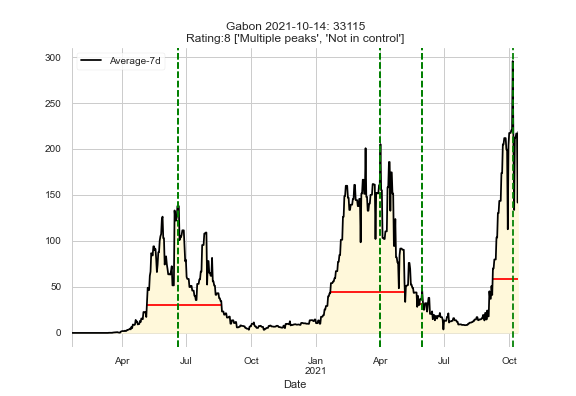 Gabon 2021-10-14: 33115
Rating:8 ['Multiple peaks', 'Not in control']
Average-7d
300
250
200
150
100
50
0
Apr
Jul
Oct
Jan
2021
Apr
Jul
Oct
Date